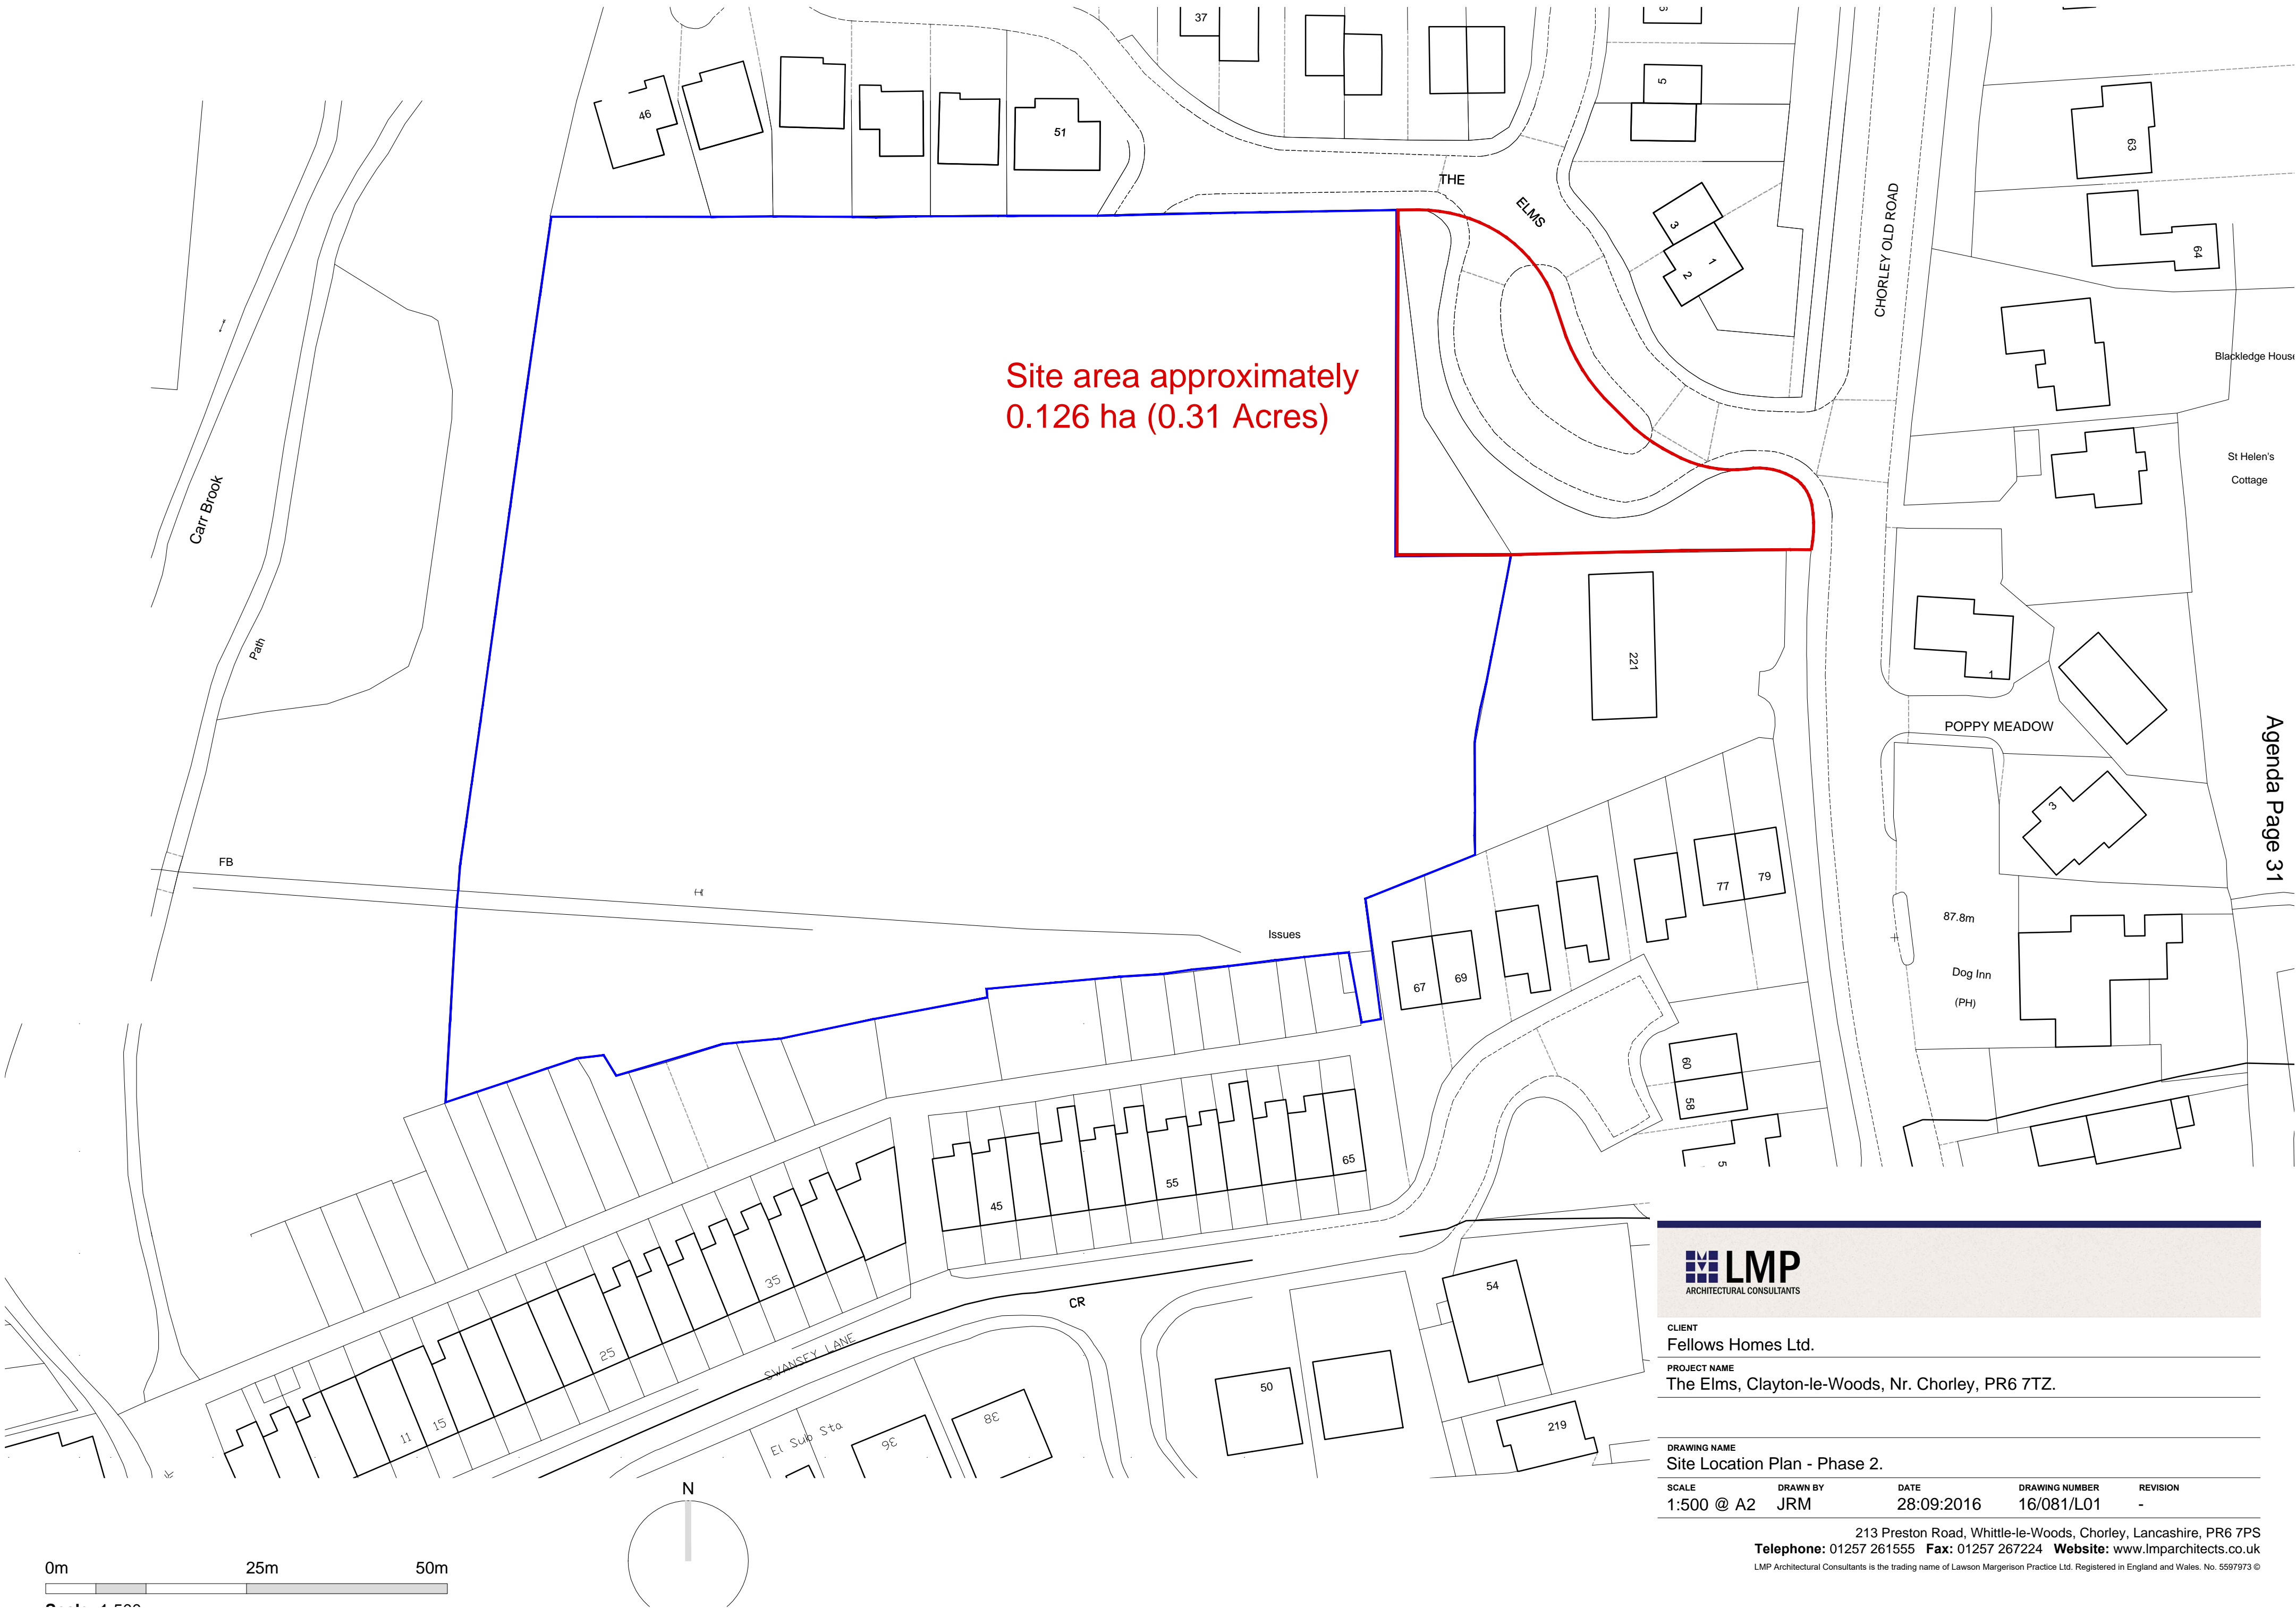 37
5
46
51
63
THE
ELMS
3
1
2
CHORLEY OLD ROAD
64
Blackledge House
Site area approximately
0.126 ha (0.31 Acres)
St Helen's
Cottage
Carr Brook
Path
221
1
POPPY MEADOW
Agenda Page 31
3
FB
77
79
87.8m
Issues
67
69
Dog Inn
(PH)
60
58
5
65
55
45
35
25
15
11
CR
SWANSEY LANE
El Sub Sta
36
38
50
54
219
LMP
ARCHITECTURAL CONSULTANTS
CLIENT
Fellows Homes Ltd.
PROJECT NAME
The Elms, Clayton-le-Woods, Nr. Chorley, PR6 7TZ.
DRAWING NAME
Site Location Plan - Phase 2.
SCALE DRAWN BY DATE DRAWING NUMBER REVISION
1:500 @ A2 JRM 28:09:2016 16/081/L01 -
213 Preston Road, Whittle-le-Woods, Chorley, Lancashire, PR6 7PS
Telephone: 01257 261555 Fax: 01257 267224 Website: www.lmparchitects.co.uk
LMP Architectural Consultants is the trading name of Lawson Margerison Practice Ltd. Registered in England and Wales. No. 5597973 ©
N
0m 25m 50m